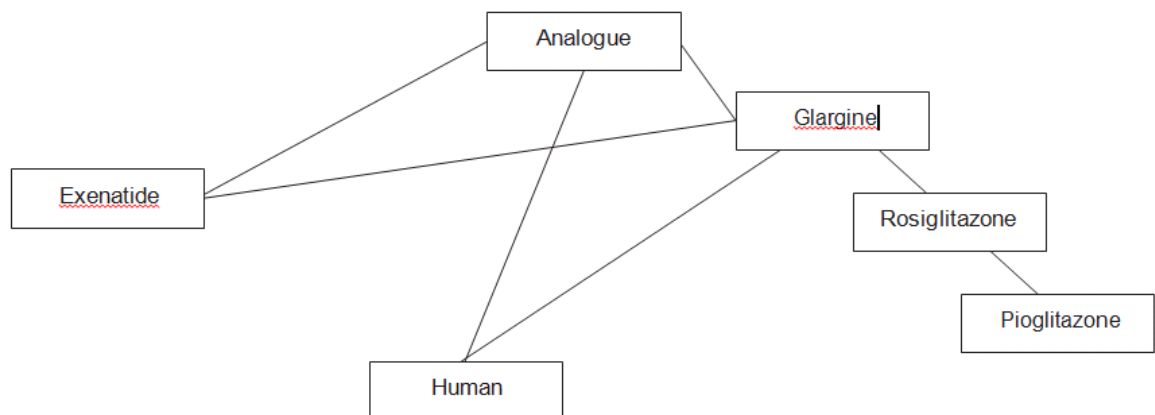 Analogue
Glargine
Exenatide
Rosiglitazone
Pioglitazone
Human